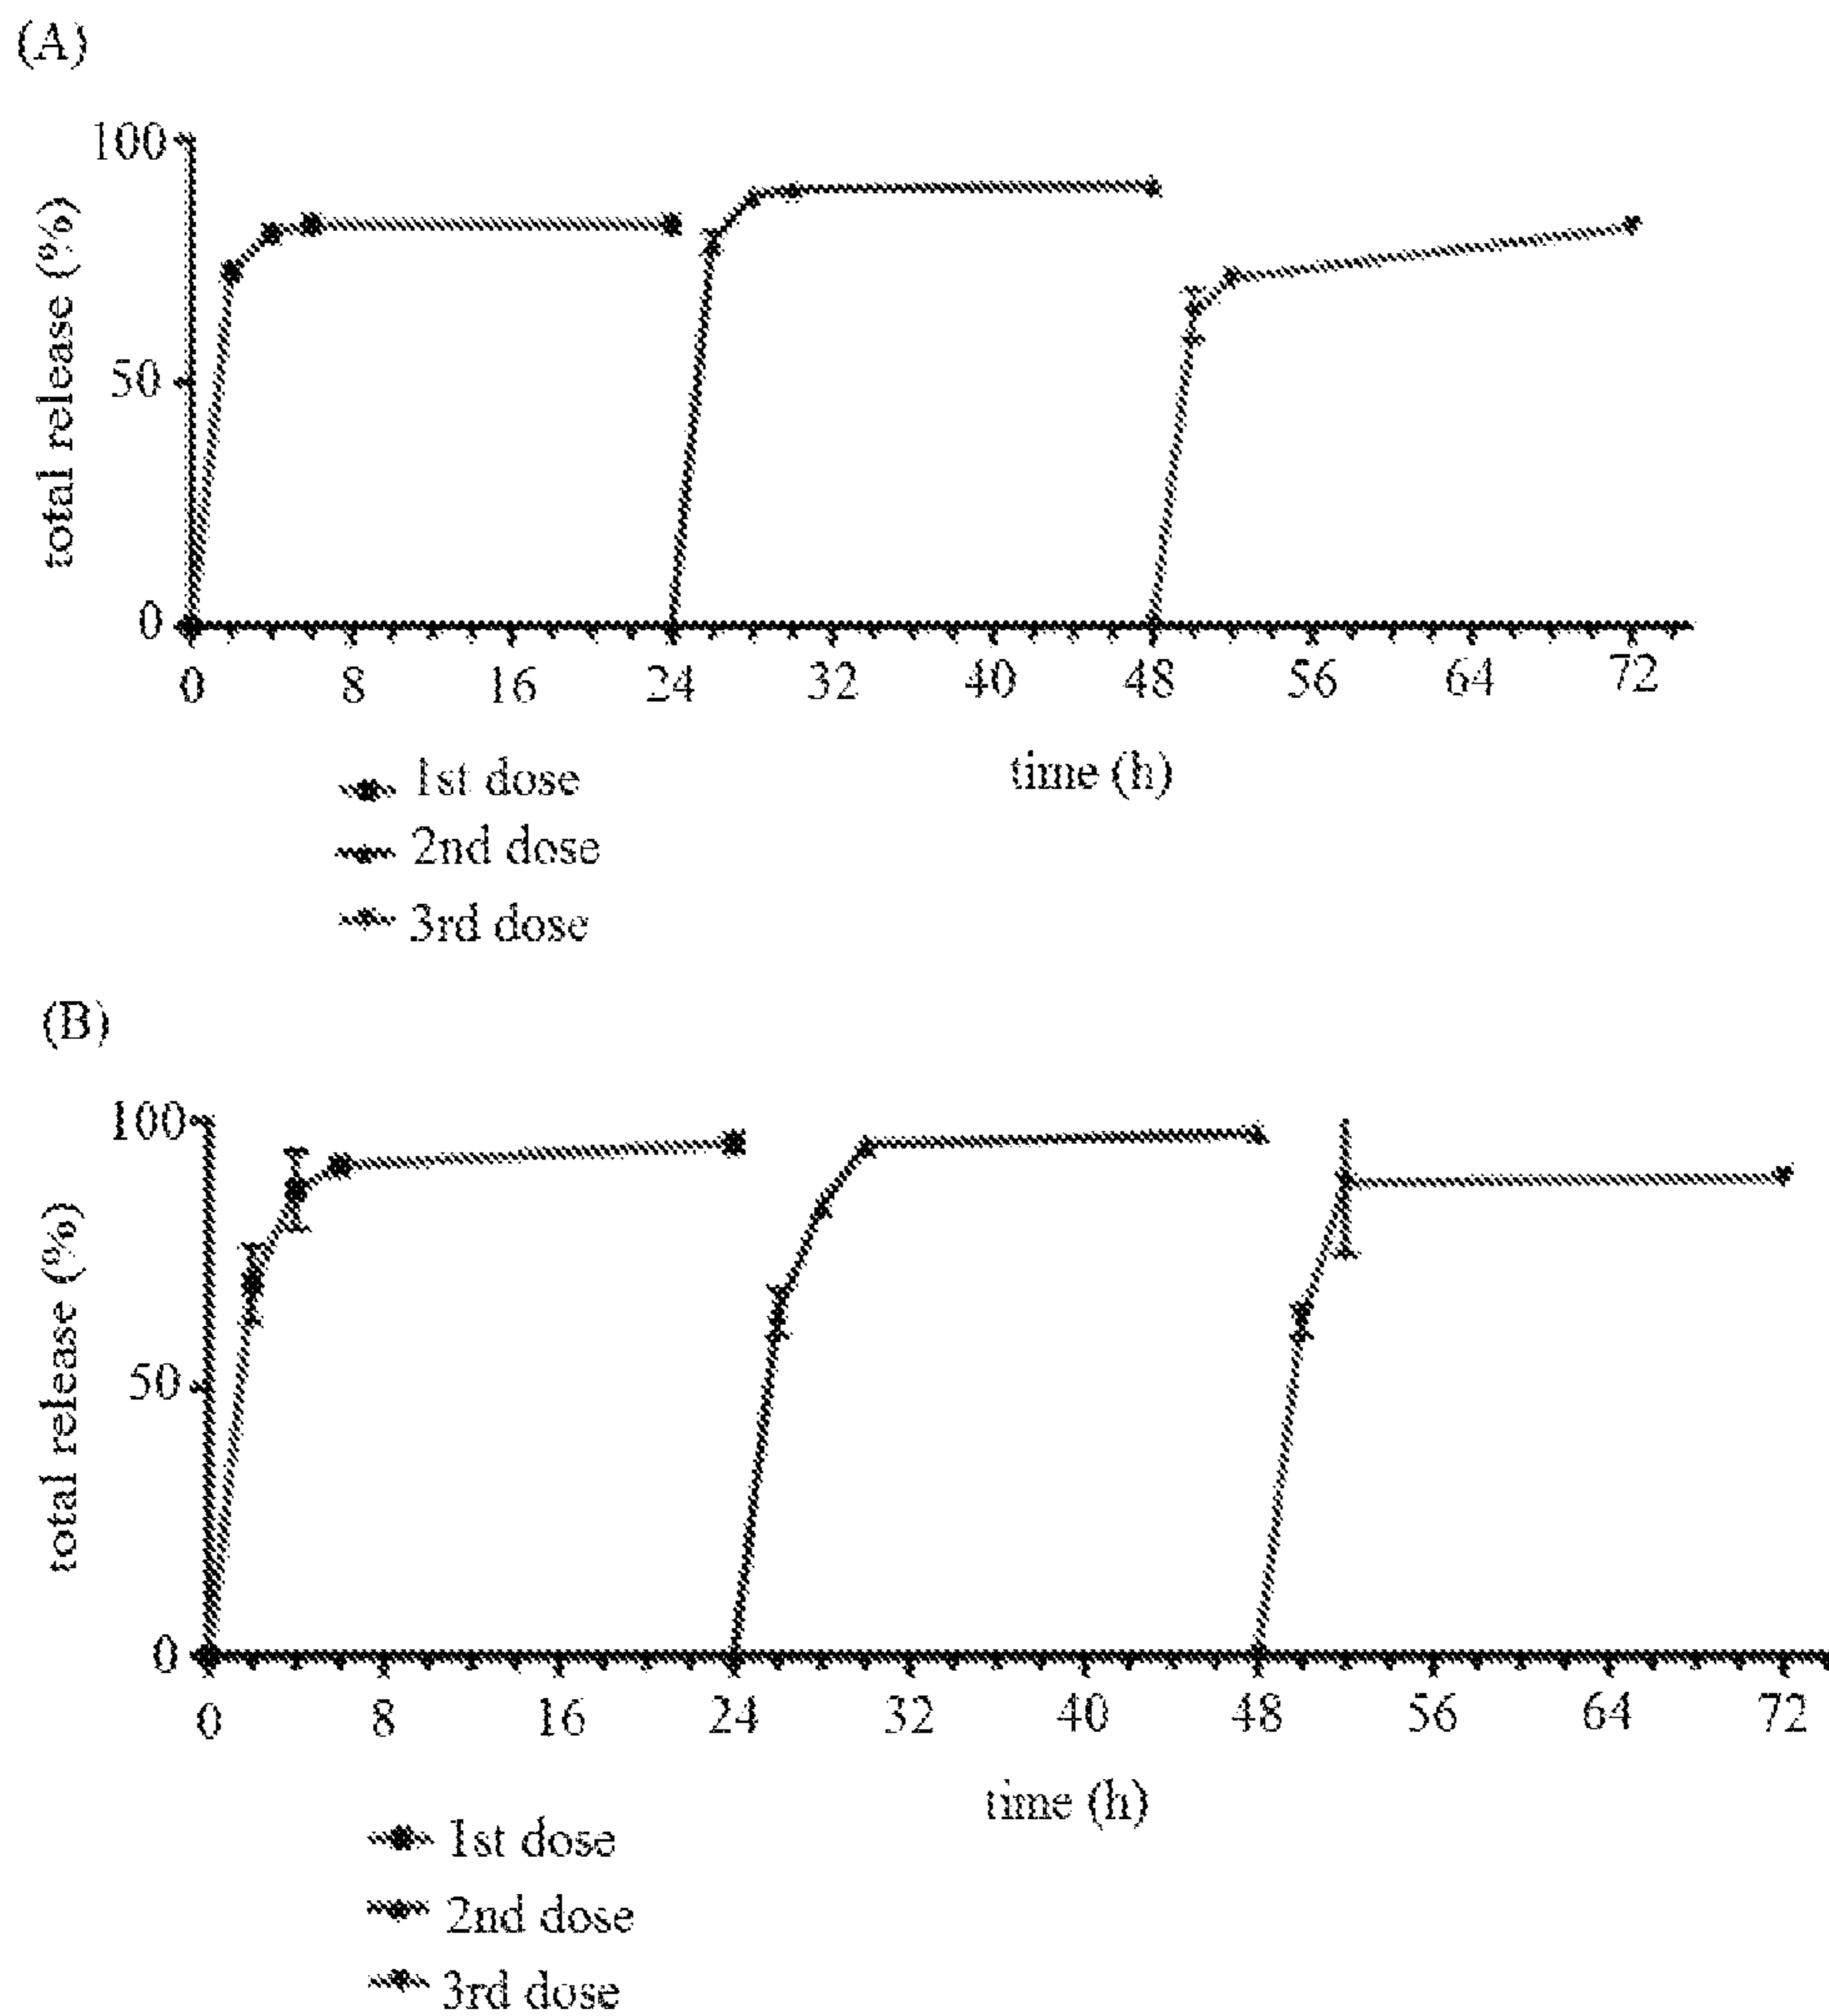 (A)
100
50
0
total release (%)
0 8 16 24 32 40 48 56 64 72
time (h)
1st dose
2nd dose
3rd dose
(B)
100
50
0
total release (%)
0 8 16 24 32 40 48 56 64 72
time (h)
1st dose
2nd dose
3rd dose